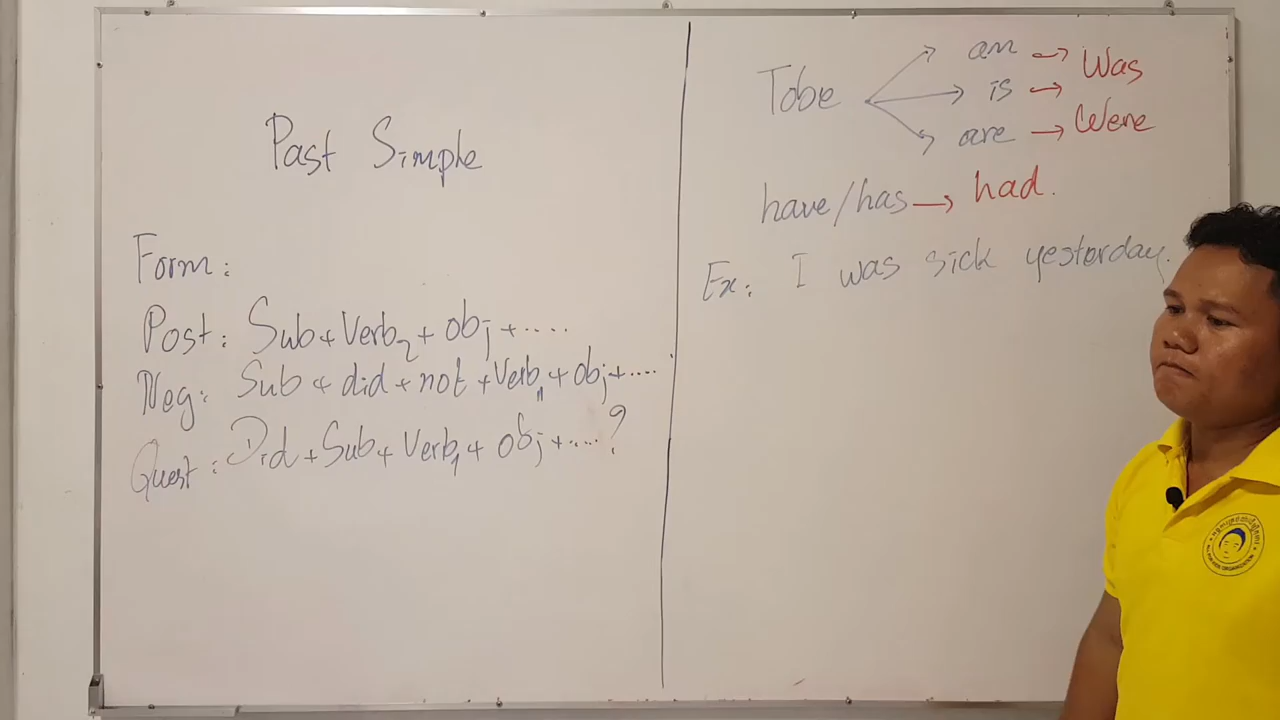 Past Simple
Form:
Post: Sub + Verb2 + obj + ....
Neg: Sub + did + not + Verb1 + obj + ....
Quest: Did + Sub + Verb1 + obj + ....?
Tobe → am → Was
→ is →
→ are → Were
have/has → had.
Ex: I was sick yesterday.